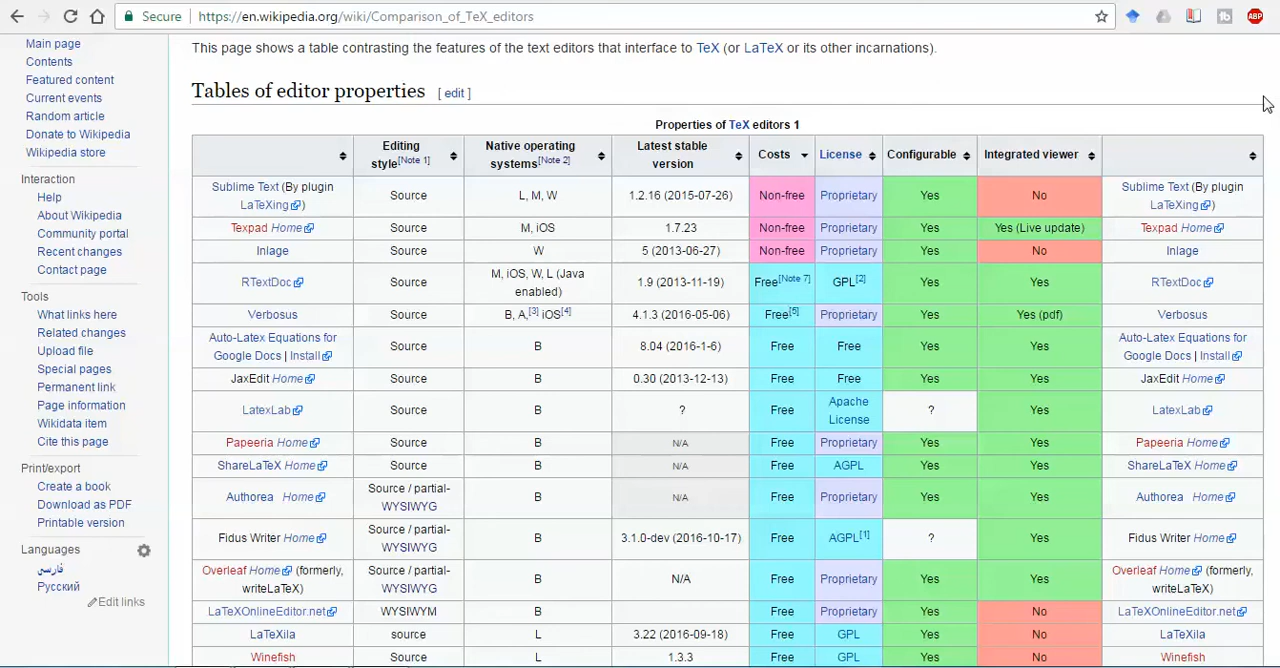 Secure https://en.wikipedia.org/wiki/Comparison_of_TeX_editors
ABP
Main page
Contents
Featured content
Current events
Random article
Donate to Wikipedia
Wikipedia store
Interaction
Help
About Wikipedia
Community portal
Recent changes
Contact page
Tools
What links here
Related changes
Upload file
Special pages
Permanent link
Page information
Wikidata item
Cite this page
Print/export
Create a book
Download as PDF
Printable version
Languages
فارسی
Русский
Edit links
This page shows a table contrasting the features of the text editors that interface to TeX (or LaTeX or its other incarnations).
Tables of editor properties [ edit ]
Properties of TeX editors 1
Editing style[Note 1] Native operating systems[Note 2] Latest stable version Costs License Configurable Integrated viewer
Sublime Text (By plugin LaTeXing) Source L, M, W 1.2.16 (2015-07-26) Non-free Proprietary Yes No Sublime Text (By plugin LaTeXing)
Texpad Home Source M, iOS 1.7.23 Non-free Proprietary Yes Yes (Live update) Texpad Home
Inlage Source W 5 (2013-06-27) Non-free Proprietary Yes No Inlage
RTextDoc Source M, iOS, W, L (Java enabled) 1.9 (2013-11-19) Free[Note 7] GPL[2] Yes Yes RTextDoc
Verbosus Source B, A,[3] iOS[4] 4.1.3 (2016-05-06) Free[5] Proprietary Yes Yes (pdf) Verbosus
Auto-Latex Equations for Google Docs | Install Source B 8.04 (2016-1-6) Free Free Yes Yes Auto-Latex Equations for Google Docs | Install
JaxEdit Home Source B 0.30 (2013-12-13) Free Free Yes Yes JaxEdit Home
LatexLab Source B ? Free Apache License ? Yes LatexLab
Papeeria Home Source B N/A Free Proprietary Yes Yes Papeeria Home
ShareLaTeX Home Source B N/A Free AGPL Yes Yes ShareLaTeX Home
Authorea Home Source / partial-WYSIWYG B N/A Free Proprietary Yes Yes Authorea Home
Fidus Writer Home Source / partial-WYSIWYG B 3.1.0-dev (2016-10-17) Free AGPL[1] ? Yes Fidus Writer Home
Overleaf Home (formerly, writeLaTeX) Source / partial-WYSIWYG B N/A Free Proprietary Yes Yes Overleaf Home (formerly, writeLaTeX)
LaTeXOnlineEditor.net WYSIWYM B Free Proprietary Yes No LaTeXOnlineEditor.net
LaTeXila source L 3.22 (2016-09-18) Free GPL Yes No LaTeXila
Winefish Source L 1.3.3 Free GPL Yes No Winefish